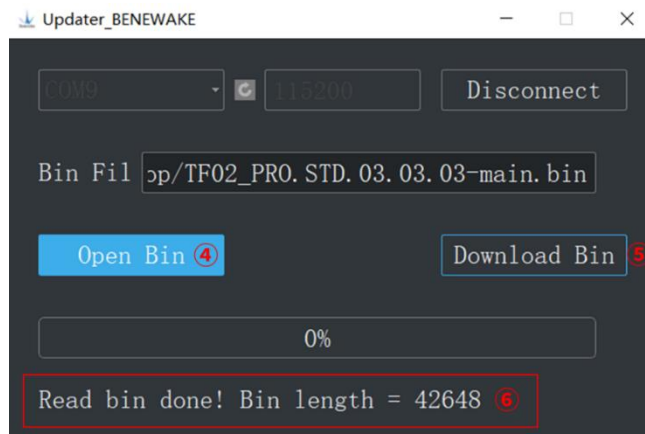 Updater_BENEWAKE
COM9 115200 Disconnect
Bin Fil op/TF02_PRO.STD.03.03.03-main.bin
Open Bin ④ Download Bin ⑤
0%
Read bin done! Bin length = 42648 ⑥